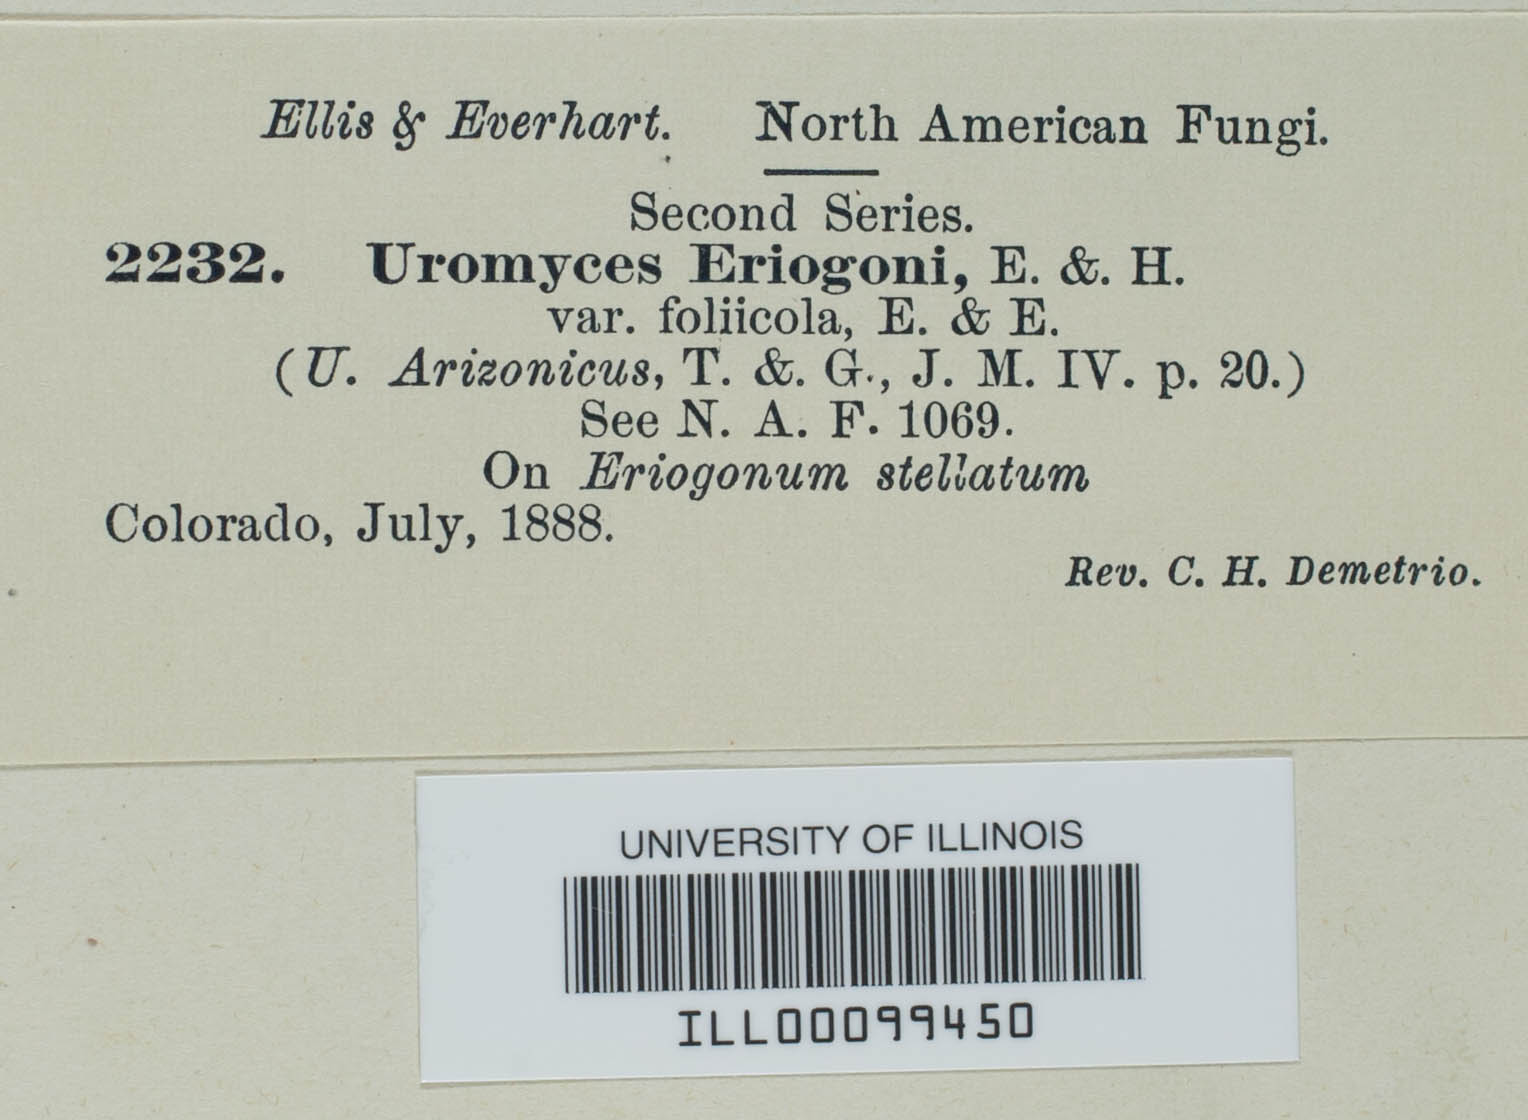 Ellis & Everhart. North American Fungi.
Second Series.
2232. Uromyces Eriogoni, E. &. H.
var. foliicola, E. & E.
(U. Arizonicus, T. &. G., J. M. IV. p. 20.)
See N. A. F. 1069.
On Eriogonum stellatum
Colorado, July, 1888.
Rev. C. H. Demetrio.
UNIVERSITY OF ILLINOIS
ILL00099450